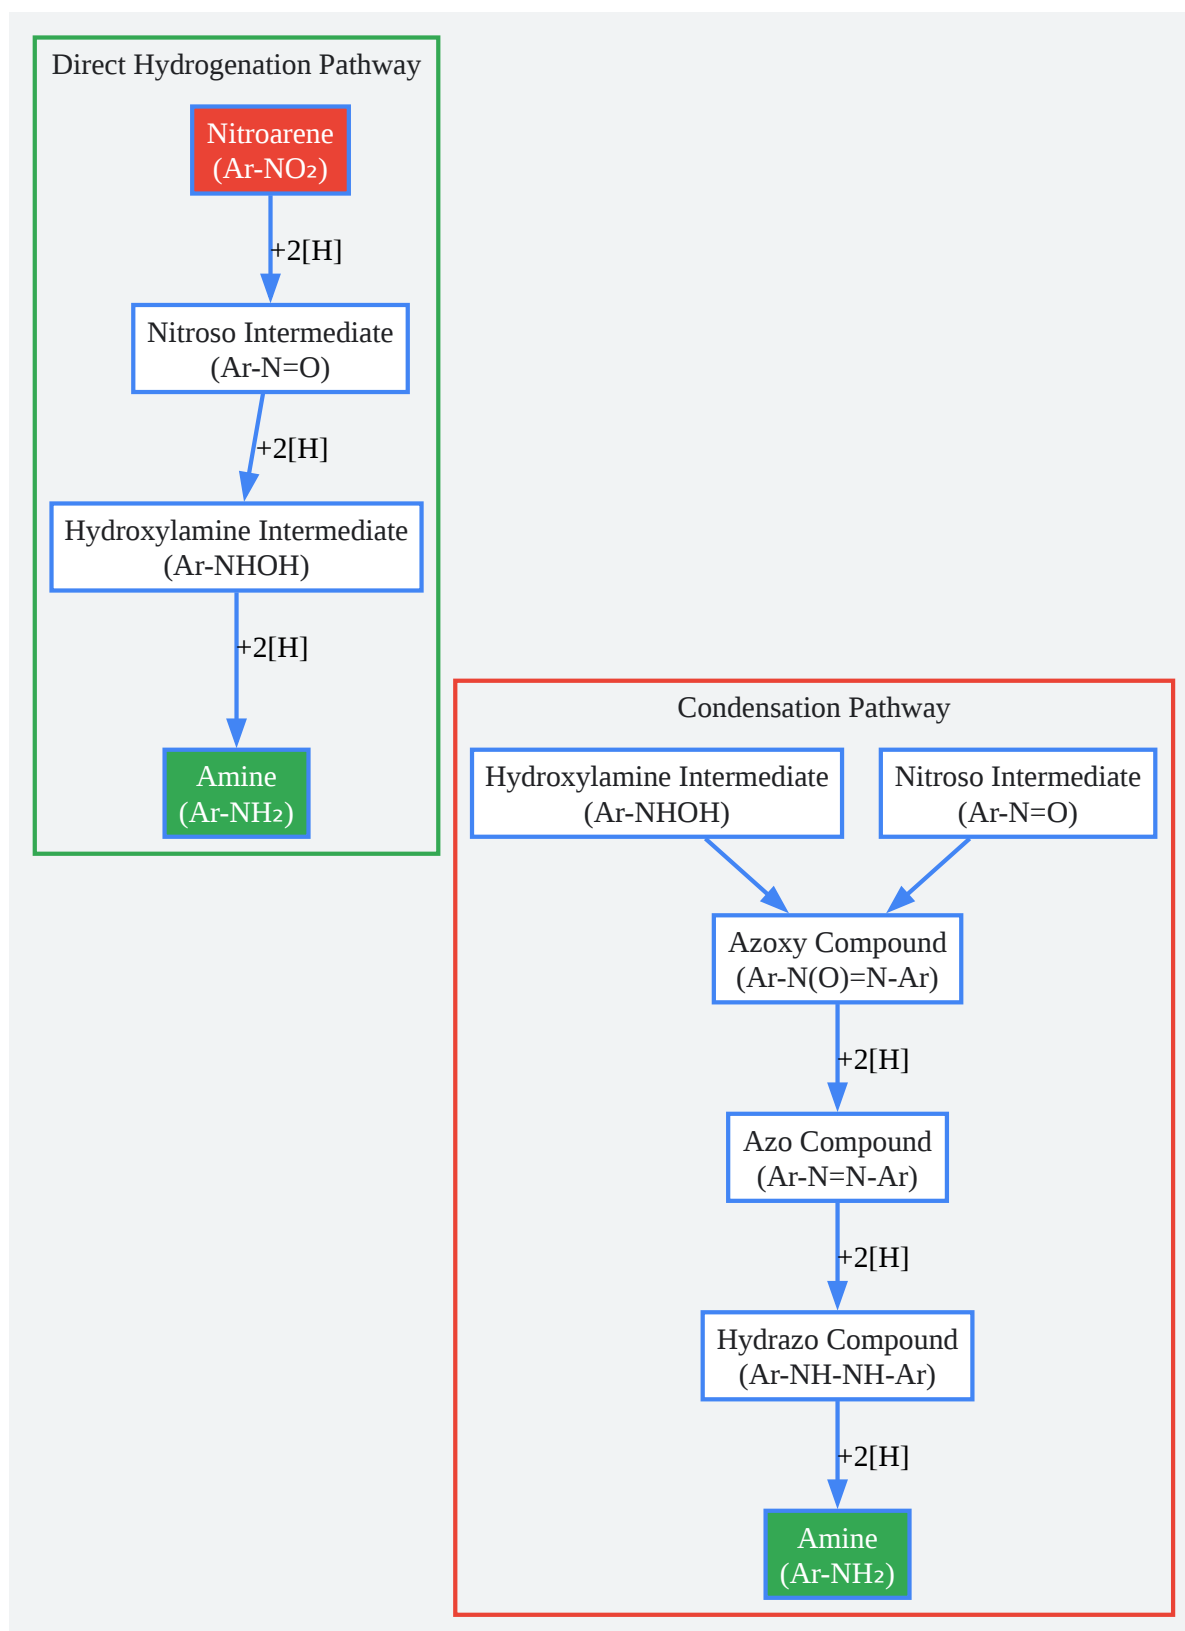 Direct Hydrogenation Pathway
Nitroarene
(Ar-NO₂)
+2[H]
Nitroso Intermediate
(Ar-N=O)
+2[H]
Hydroxylamine Intermediate
(Ar-NHOH)
+2[H]
Amine
(Ar-NH₂)
Condensation Pathway
Hydroxylamine Intermediate
(Ar-NHOH)
Nitroso Intermediate
(Ar-N=O)
Azoxy Compound
(Ar-N(O)=N-Ar)
+2[H]
Azo Compound
(Ar-N=N-Ar)
+2[H]
Hydrazo Compound
(Ar-NH-NH-Ar)
+2[H]
Amine
(Ar-NH₂)